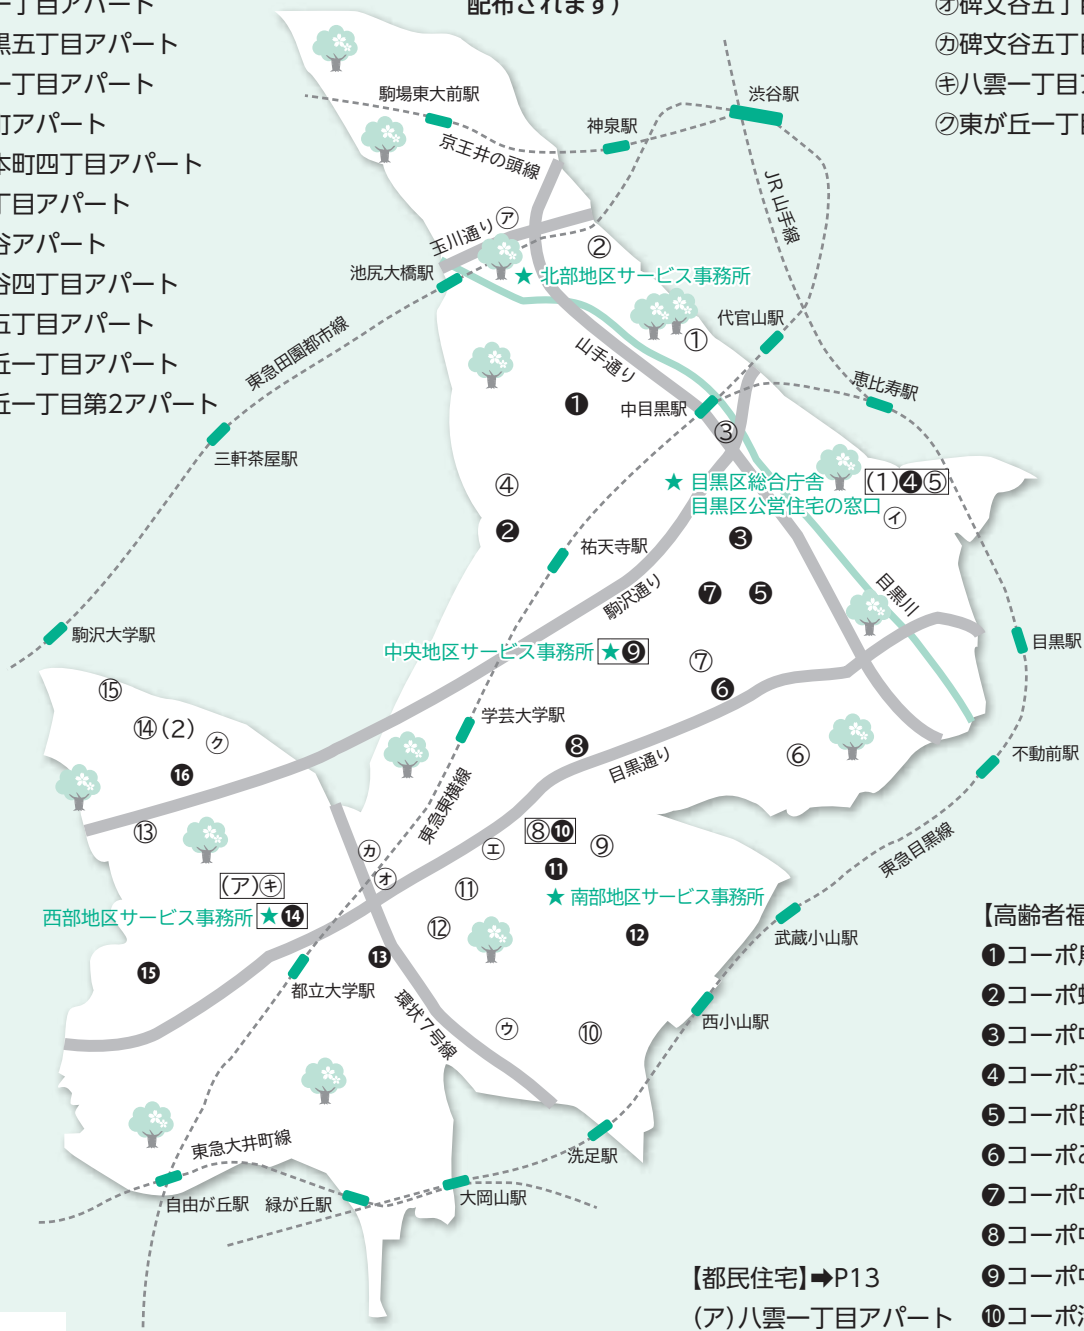 一丁目アパート
黒五丁目アパート
一丁目アパート
町アパート
本町四丁目アパート
丁目アパート
谷アパート
谷四丁目アパート
五丁目アパート
丘一丁目アパート
丘一丁目第2アパート
配布されます）
㋔碑文谷五丁目
㋕碑文谷五丁目
㋖八雲一丁目
㋗東が丘一丁目
駒場東大前駅
渋谷駅
神泉駅
京王井の頭線
JR山手線
玉川通り
㋐
②
池尻大橋駅
★ 北部地区サービス事務所
代官山駅
①
山手通り
東急田園都市線
恵比寿駅
❶
中目黒駅
③
三軒茶屋駅
④
★ 目黒区総合庁舎
目黒区公営住宅の窓口
(1)❹⑤
㋑
❷
❸
祐天寺駅
目黒川
駒沢通り
❼
❺
駒沢大学駅
目黒駅
中央地区サービス事務所 ★❾
⑦
⑮
❻
学芸大学駅
⑭(2)
㋗
❽
目黒通り
⑥
不動前駅
⓰
東急東横線
⑬
⑧❿
⑨
㋕
㋓
東急目黒線
⓫
(ア)㋖
㋔
⑪
★ 南部地区サービス事務所
西部地区サービス事務所 ★⓮
⑫
⓬
武蔵小山駅
⓭
⓯
都立大学駅
環状7号線
西小山駅
㋒
⑩
東急大井町線
洗足駅
自由が丘駅
緑が丘駅
大岡山駅
【高齢者福
❶コーポ
❷コーポ
❸コーポ中
❹コーポ三
❺コーポ目
❻コーポ
❼コーポ中
❽コーポ中
❾コーポ中
❿コーポ
【都民住宅】➡P13
(ア)八雲一丁目アパート